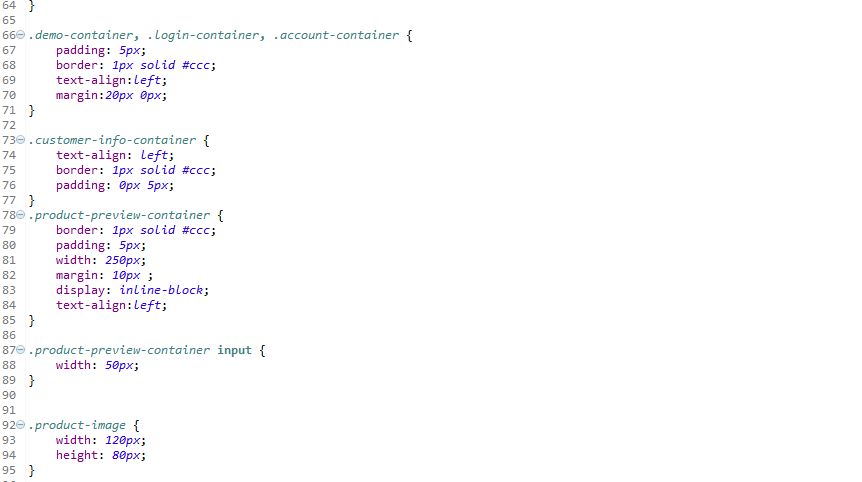 64 }
65
66 .demo-container, .login-container, .account-container {
67     padding: 5px;
68     border: 1px solid #ccc;
69     text-align:left;
70     margin:20px 0px;
71 }
72
73 .customer-info-container {
74     text-align: left;
75     border: 1px solid #ccc;
76     padding: 0px 5px;
77 }
78 .product-preview-container {
79     border: 1px solid #ccc;
80     padding: 5px;
81     width: 250px;
82     margin: 10px ;
83     display: inline-block;
84     text-align:left;
85 }
86
87 .product-preview-container input {
88     width: 50px;
89 }
90
91
92 .product-image {
93     width: 120px;
94     height: 80px;
95 }